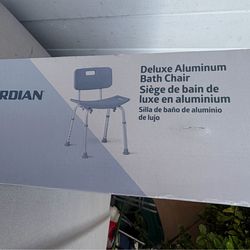 RDIAN
Deluxe Aluminum
Bath Chair
Siège de bain de
luxe en aluminium
Silla de baño de aluminio
de lujo